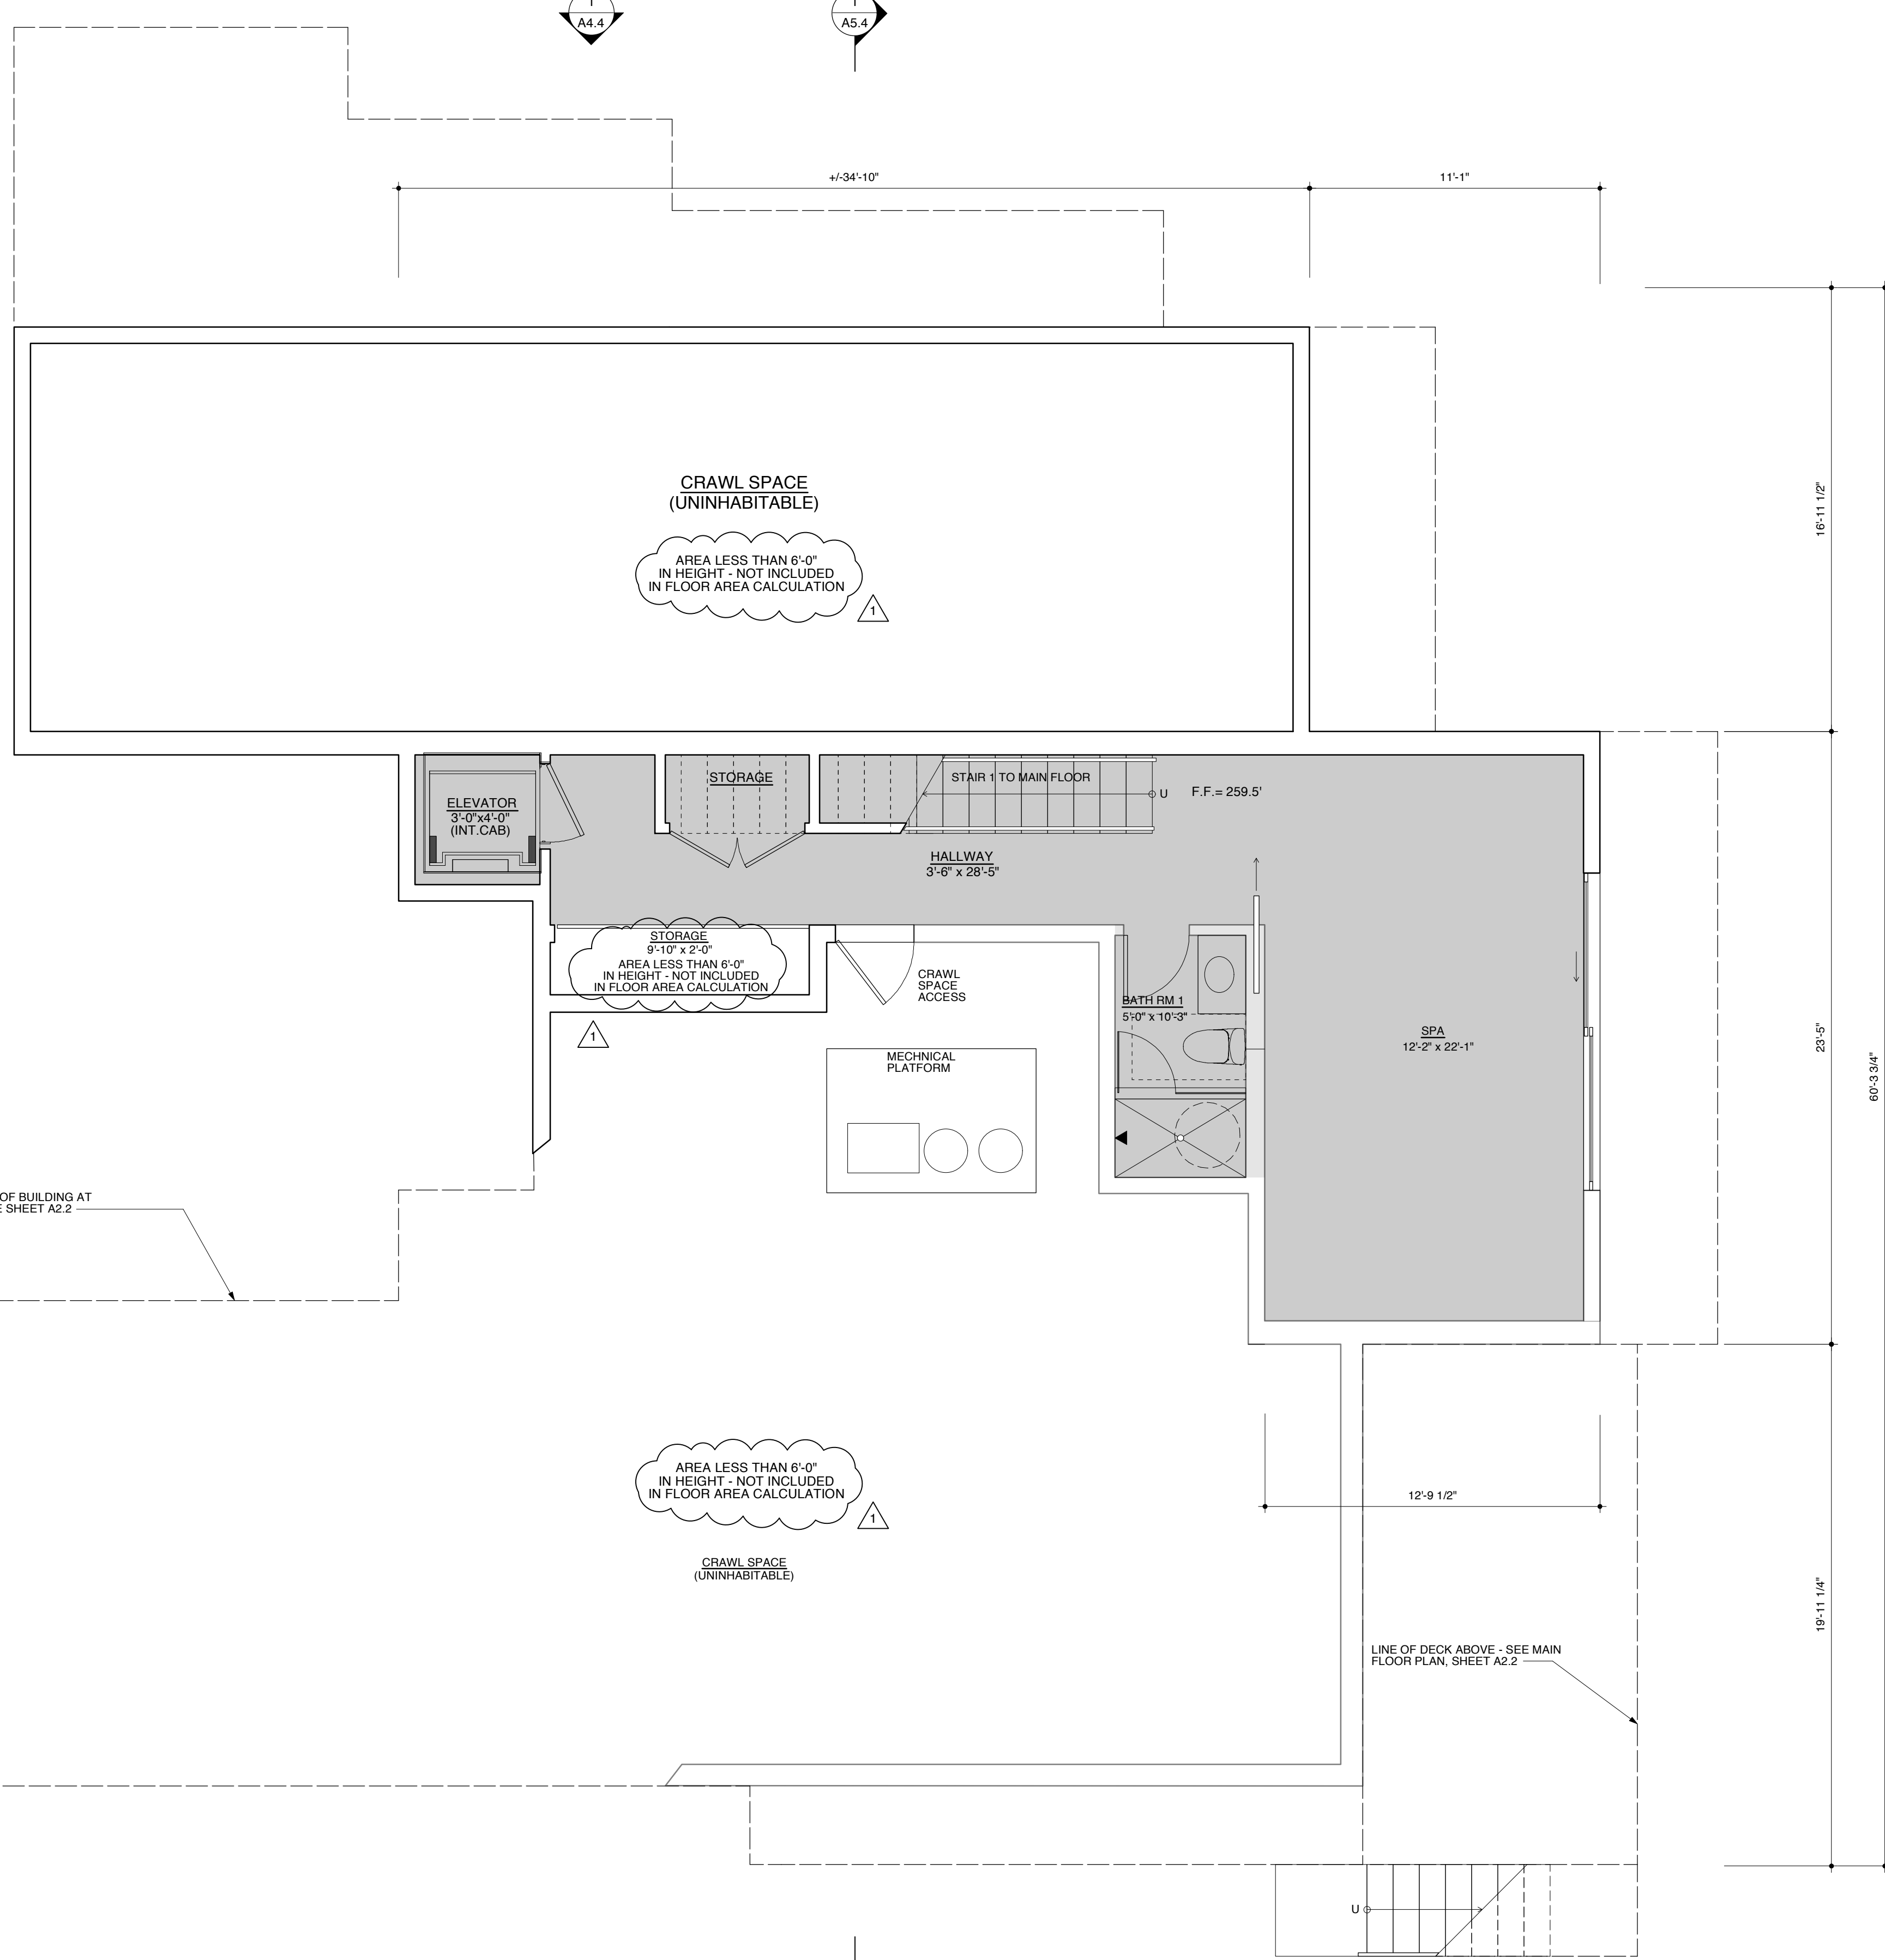 1
A4.4
1
A5.4
+/-34'-10"
11'-1"
CRAWL SPACE
(UNINHABITABLE)
AREA LESS THAN 6'-0"
IN HEIGHT - NOT INCLUDED
IN FLOOR AREA CALCULATION
1
16'-11 1/2"
STORAGE
STAIR 1 TO MAIN FLOOR
U
F.F.= 259.5'
ELEVATOR
3'-0"x4'-0"
(INT.CAB)
HALLWAY
3'-6" x 28'-5"
STORAGE
9'-10" x 2'-0"
AREA LESS THAN 6'-0"
IN HEIGHT - NOT INCLUDED
IN FLOOR AREA CALCULATION
1
CRAWL
SPACE
ACCESS
BATH RM 1
5'-0" x 10'-3"
SPA
12'-2" x 22'-1"
23'-5"
60'-3 3/4"
MECHNICAL
PLATFORM
OF BUILDING AT
E SHEET A2.2
AREA LESS THAN 6'-0"
IN HEIGHT - NOT INCLUDED
IN FLOOR AREA CALCULATION
1
12'-9 1/2"
CRAWL SPACE
(UNINHABITABLE)
19'-11 1/4"
LINE OF DECK ABOVE - SEE MAIN
FLOOR PLAN, SHEET A2.2
U